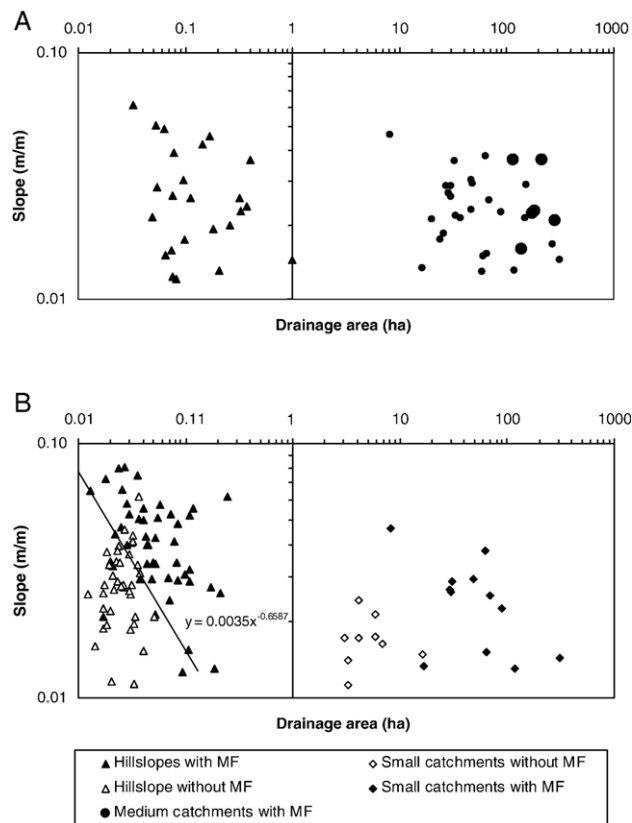 A
0.01 0.1 1 10 100 1000
0.10
Slope (m/m)
0.01
Drainage area (ha)
B
0.01 0.11 1 10 100 1000
0.10
Slope (m/m)
y = 0.0035x-0.6587
0.01
Drainage area (ha)
Hillslopes with MF
Small catchments without MF
Hillslope without MF
Small catchments with MF
Medium catchments with MF